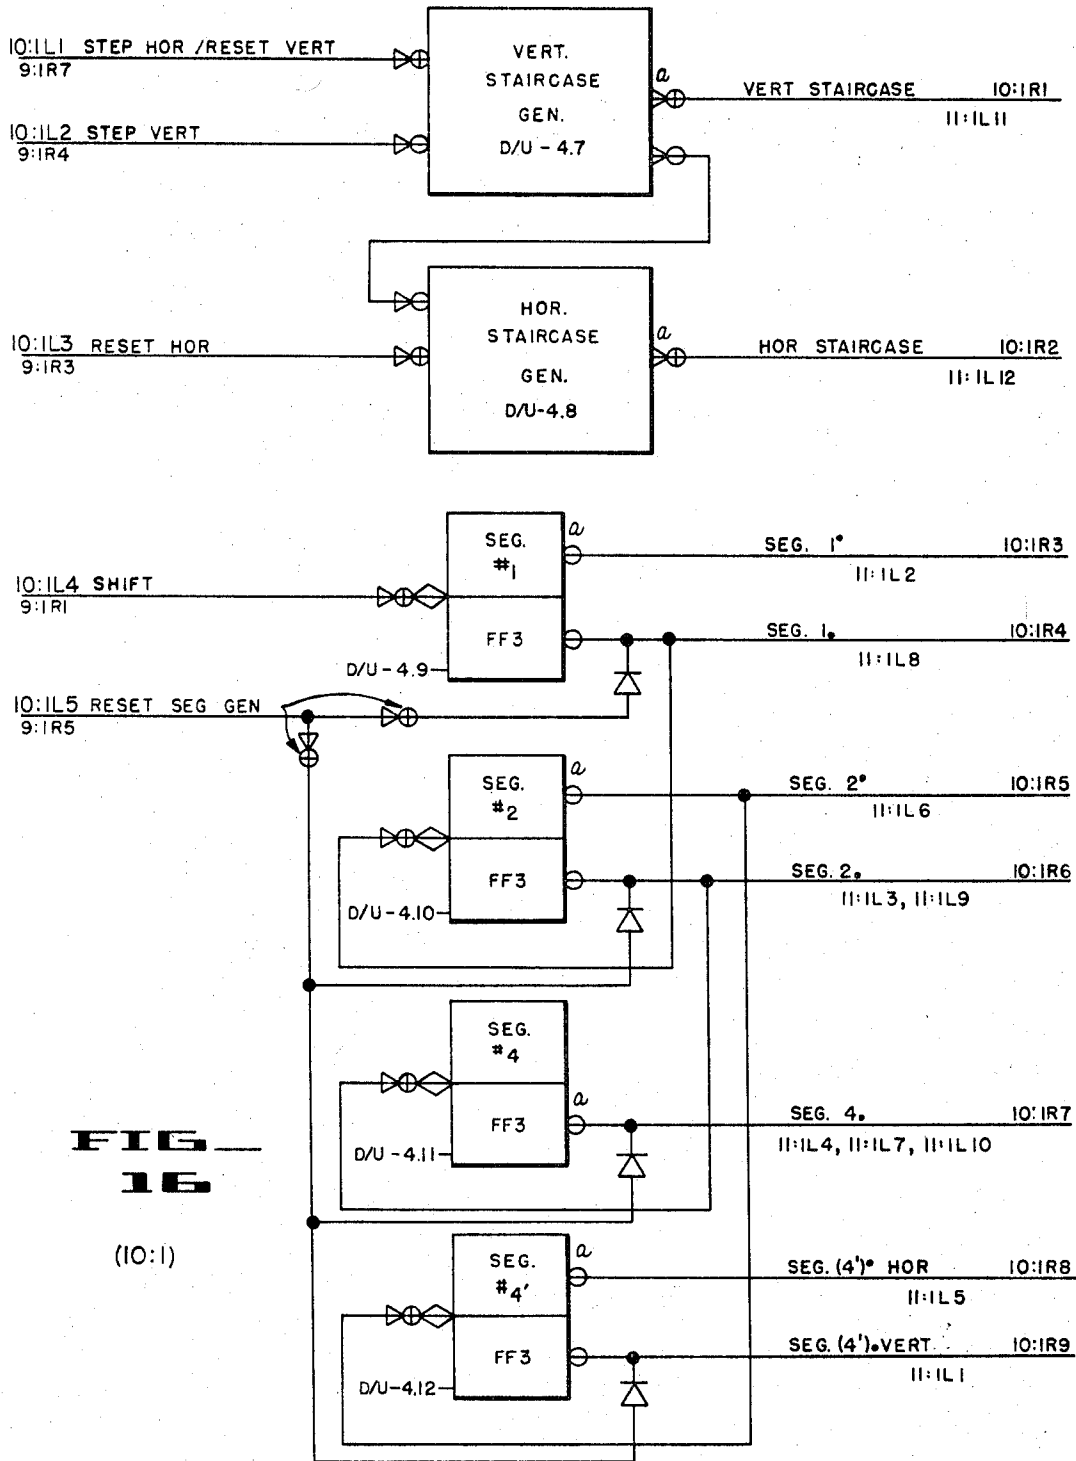 10:1L1 STEP HOR /RESET VERT
9:1R7
VERT.
STAIRCASE
GEN.
D/U - 4.7
a
VERT STAIRCASE 10:1R1
11:1L11
10:1L2 STEP VERT
9:1R4
HOR.
STAIRCASE
GEN.
D/U-4.8
a
10:1L3 RESET HOR
9:1R3
HOR STAIRCASE 10:1R2
11:1L12
SEG.
#1
FF3
D/U-4.9
a
SEG. 1• 10:1R3
11:1L2
10:1L4 SHIFT
9:1R1
SEG. 1. 10:1R4
11:1L8
10:1L5 RESET SEG GEN
9:1R5
SEG.
#2
FF3
D/U-4.10
a
SEG. 2• 10:1R5
11:1L6
SEG. 2. 10:1R6
11:1L3, 11:1L9
SEG.
#4
FF3
D/U-4.11
a
SEG. 4. 10:1R7
11:1L4, 11:1L7, 11:1L10
FIG_
16
(10:1)
SEG.
#4'
FF3
D/U-4.12
a
SEG. (4')• HOR 10:1R8
11:1L5
SEG. (4').VERT 10:1R9
11:1L1